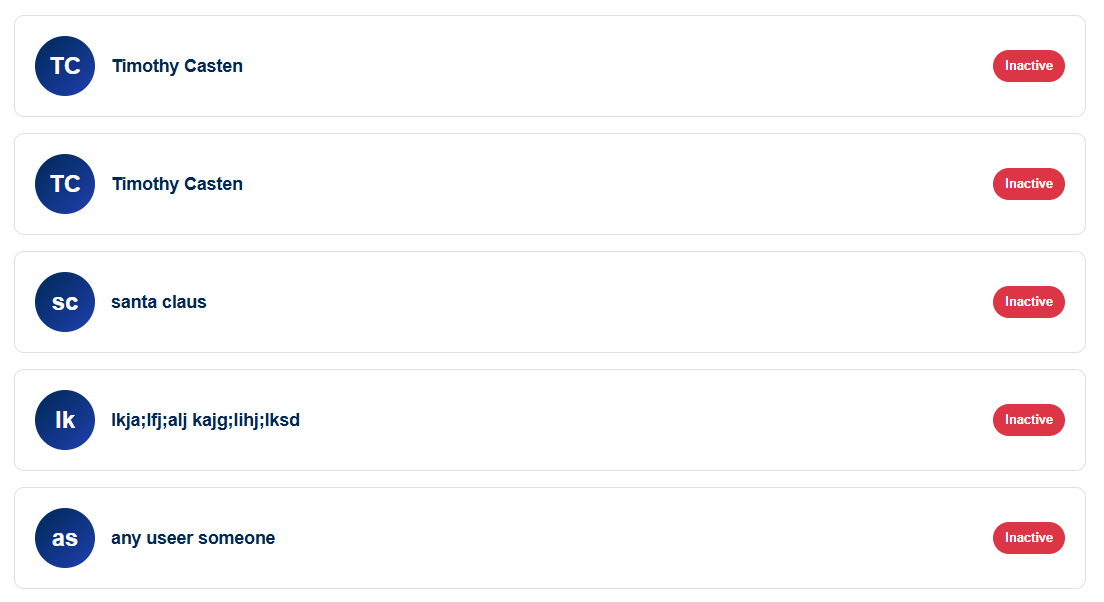 TC Timothy Casten Inactive
TC Timothy Casten Inactive
sc santa claus Inactive
lk lkja;lfj;alj kajg;lihj;lksd Inactive
as any useer someone Inactive